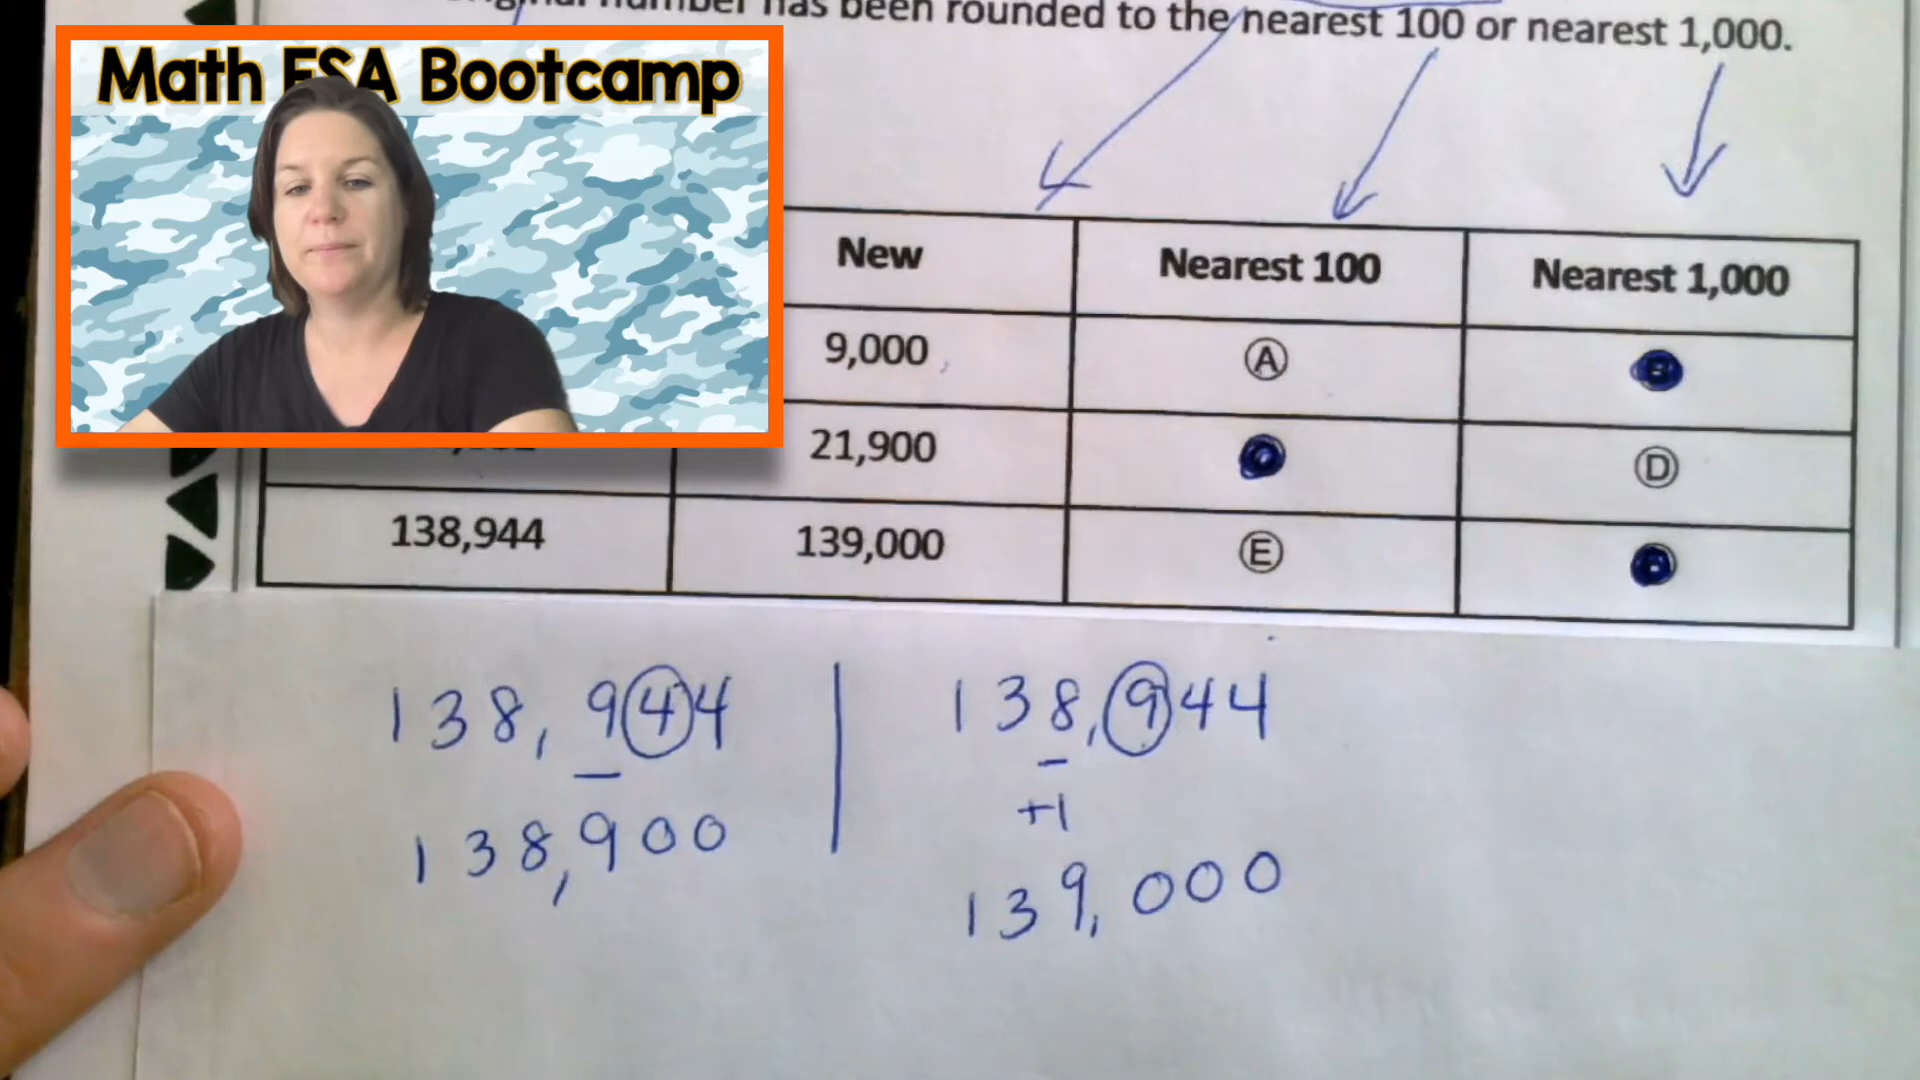 number has been rounded to the nearest 100 or nearest 1,000.
Math FSA Bootcamp
New Nearest 100 Nearest 1,000
9,000 A B
21,900 D
138,944 139,000 E
138,944 138,944
+1
138,900 139,000